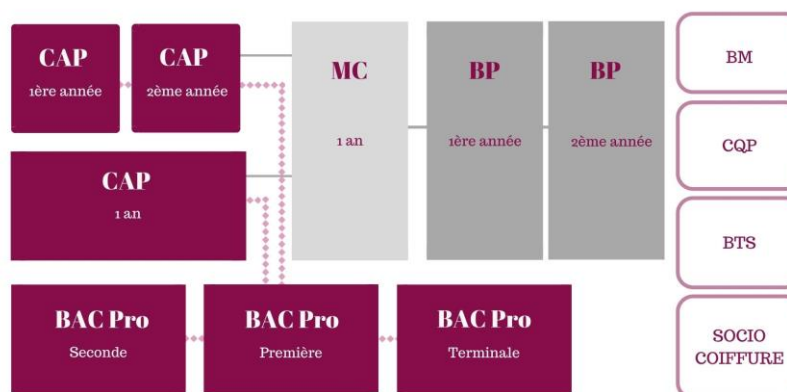 CAP
1ère année
CAP
2ème année
MC
1 an
BP
1ère année
BP
2ème année
BM
CQP
CAP
1 an
BTS
BAC Pro
Seconde
BAC Pro
Première
BAC Pro
Terminale
SOCIO
COIFFURE